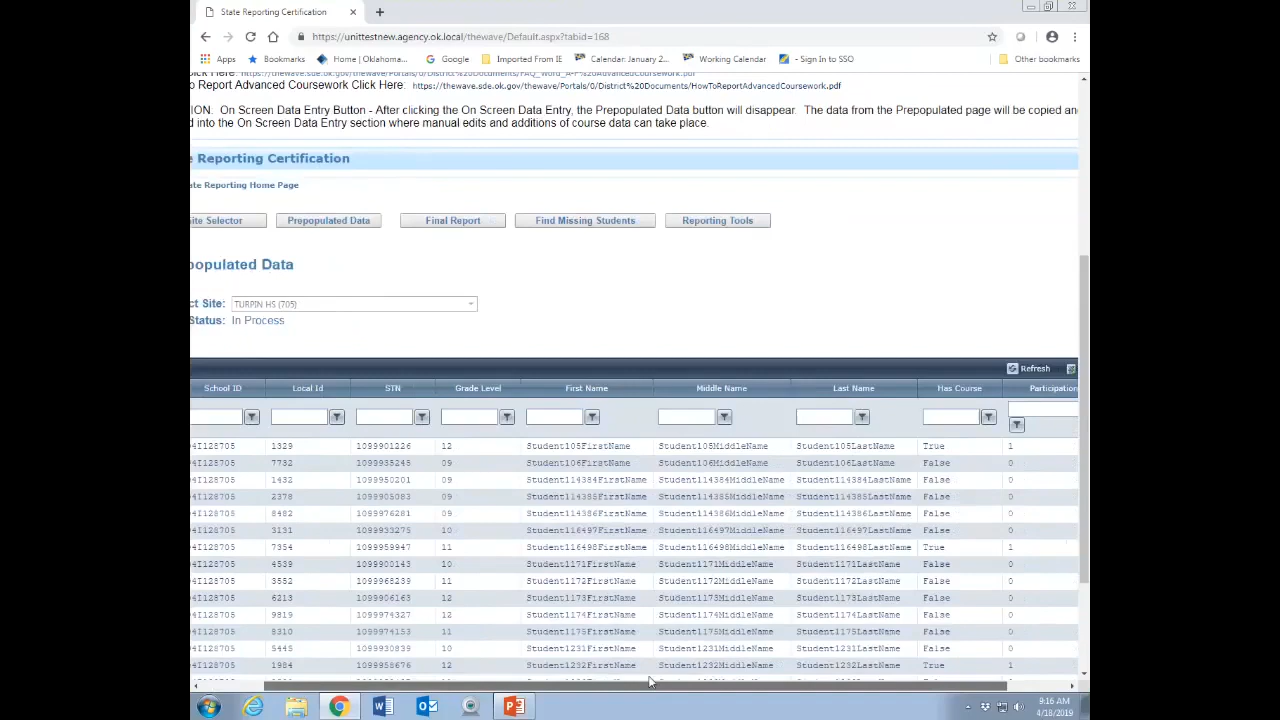 State Reporting Certification
https://unittestnew.agency.ok.local/thewave/Default.aspx?tabid=168
Apps Bookmarks Home | Oklahoma... Google Imported From IE Calendar: January 2... Working Calendar - Sign In to SSO Other bookmarks
lick Here: https://thewave.sde.ok.gov/thewave/Portals/0/District%20Documents/FAQ_Word_A-F%20AdvancedCoursework.pdf
o Report Advanced Coursework Click Here: https://thewave.sde.ok.gov/thewave/Portals/0/District%20Documents/HowToReportAdvancedCoursework.pdf
ION. On Screen Data Entry Button - After clicking the On Screen Data Entry, the Prepopulated Data button will disappear. The data from the Prepopulated page will be copied and
d into the On Screen Data Entry section where manual edits and additions of course data can take place.
e Reporting Certification
ate Reporting Home Page
ite Selector Prepopulated Data Final Report Find Missing Students Reporting Tools
populated Data
ct Site: TURPIN HS (705)
Status: In Process
Refresh
School ID Local Id STN Grade Level First Name Middle Name Last Name Has Course Participation
4I128705 1329 1099901226 12 Student105FirstName Student105MiddleName Student105LastName True 1
4I128705 7732 1099935245 09 Student106FirstName Student106MiddleName Student106LastName False 0
4I128705 1432 1099950201 09 Student114384FirstName Student114384MiddleName Student114384LastName False 0
4I128705 2378 1099905083 09 Student114385FirstName Student114385MiddleName Student114385LastName False 0
4I128705 8482 1099976281 09 Student114386FirstName Student114386MiddleName Student114386LastName False 0
4I128705 3131 1099933275 10 Student116497FirstName Student116497MiddleName Student116497LastName False 0
4I128705 7354 1099959947 11 Student116498FirstName Student116498MiddleName Student116498LastName True 1
4I128705 4539 1099900143 10 Student1171FirstName Student1171MiddleName Student1171LastName False 0
4I128705 3552 1099968239 11 Student1172FirstName Student1172MiddleName Student1172LastName False 0
4I128705 6213 1099906163 12 Student1173FirstName Student1173MiddleName Student1173LastName False 0
4I128705 9819 1099974327 12 Student1174FirstName Student1174MiddleName Student1174LastName False 0
4I128705 8310 1099974153 11 Student1175FirstName Student1175MiddleName Student1175LastName False 0
4I128705 5445 1099930839 10 Student1231FirstName Student1231MiddleName Student1231LastName False 0
4I128705 1984 1099958676 12 Student1232FirstName Student1232MiddleName Student1232LastName True 1
9:16 AM
4/18/2019